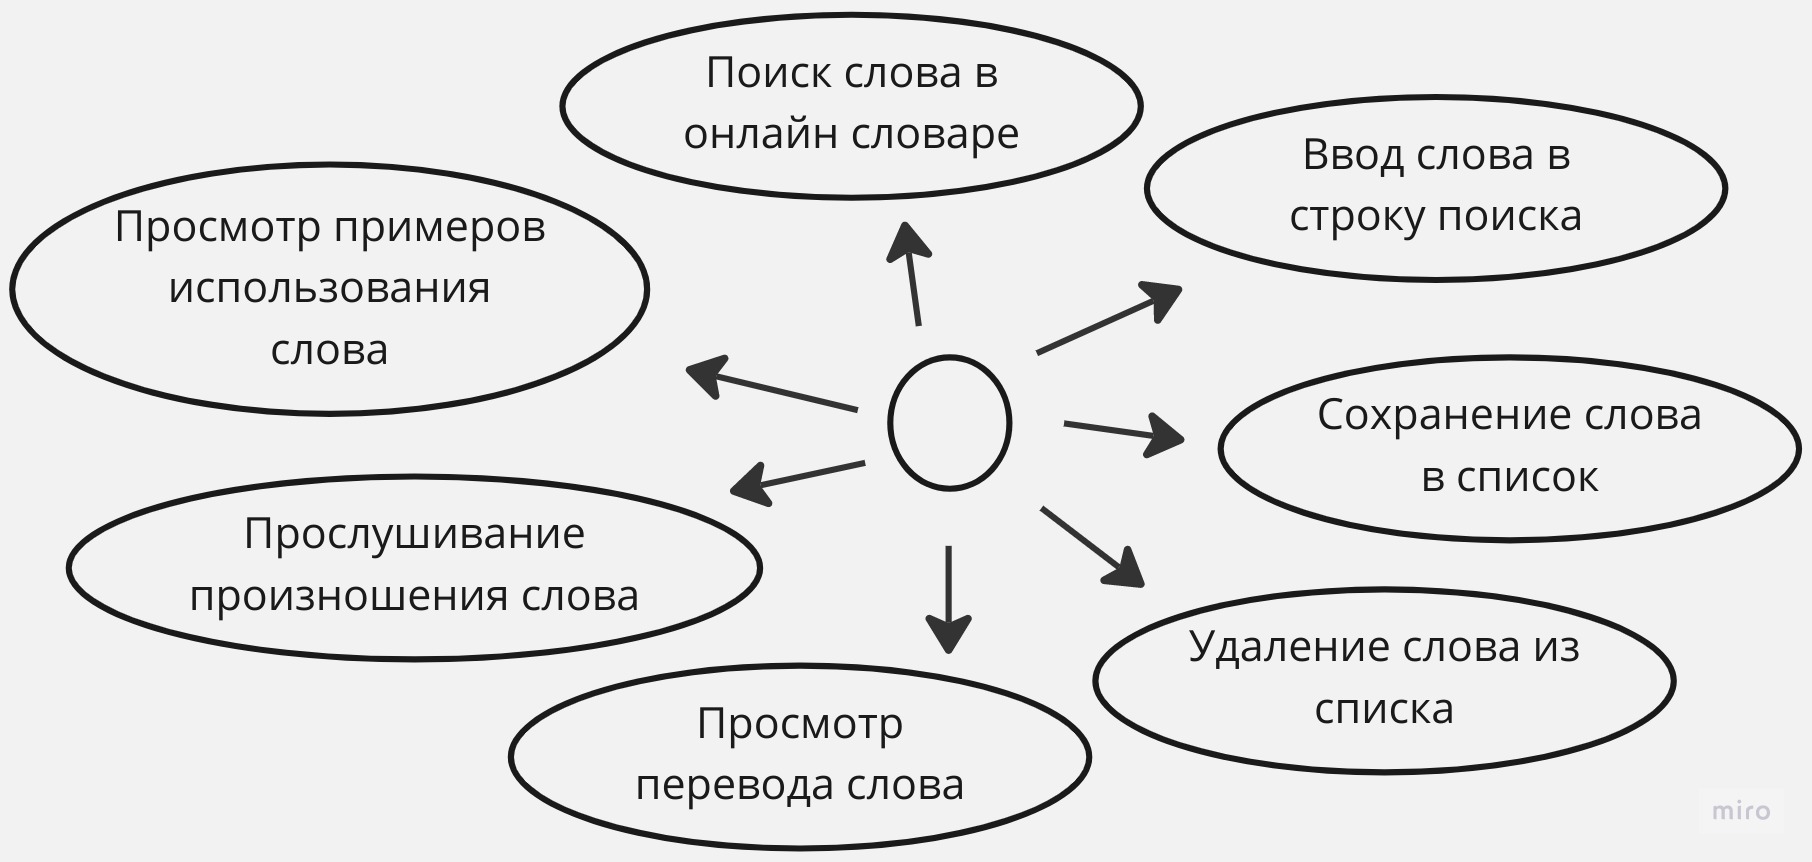 Поиск слова в
онлайн словаре
Ввод слова в
строку поиска
Просмотр примеров
использования
слова
Сохранение слова
в список
Прослушивание
произношения слова
Удаление слова из
списка
Просмотр
перевода слова
miro